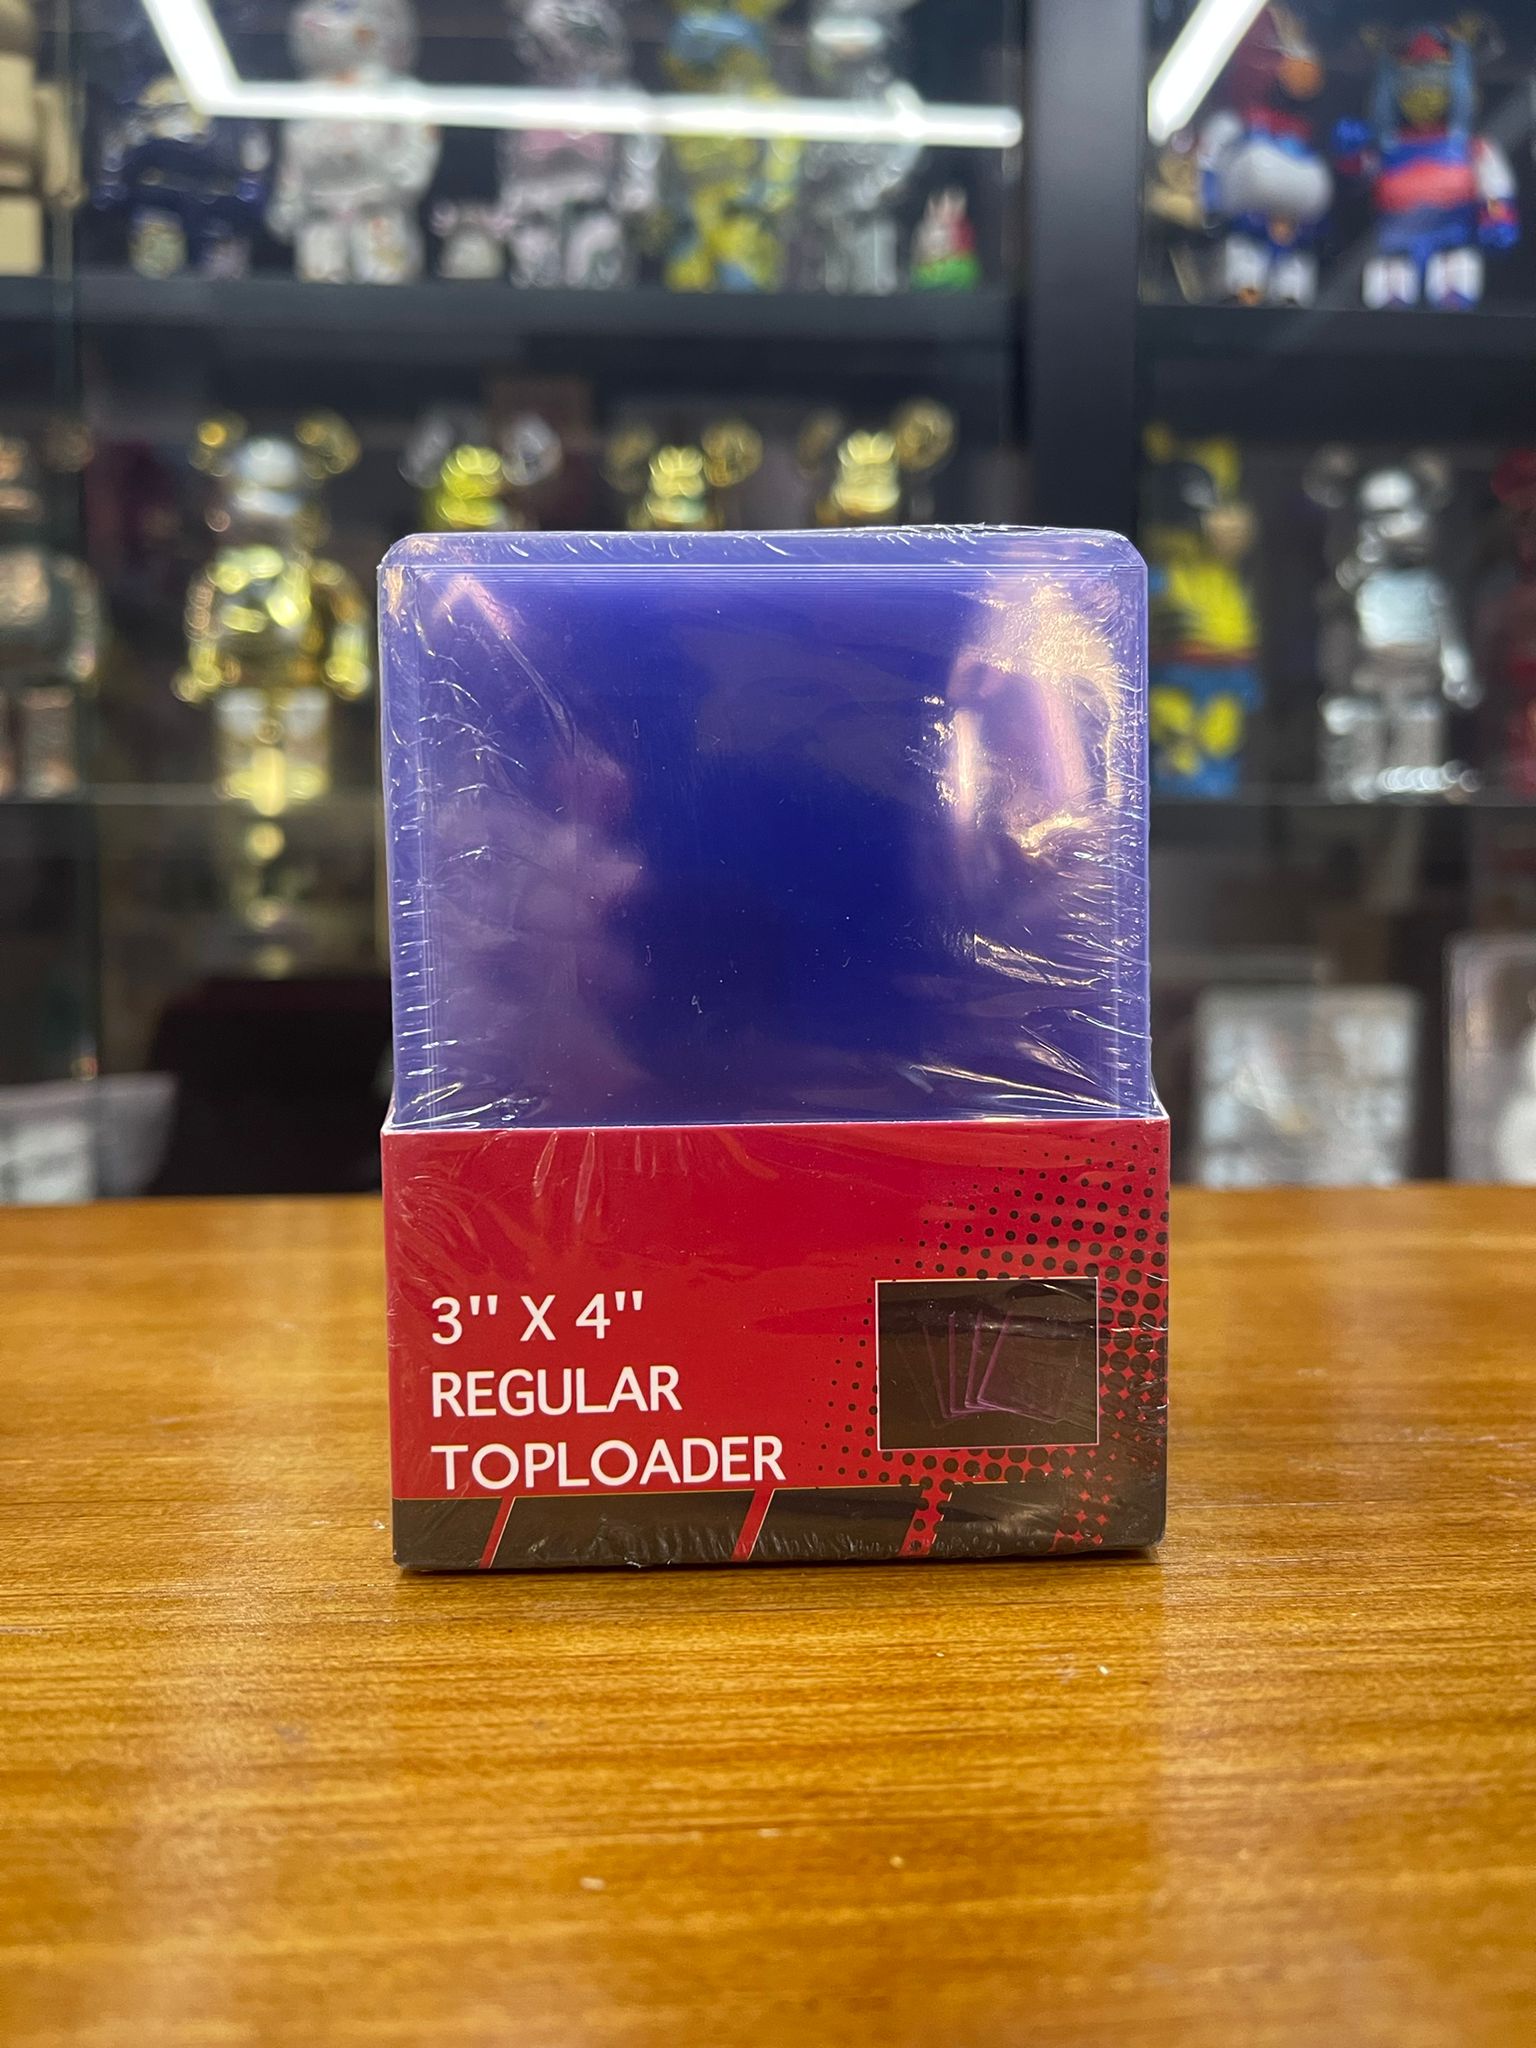 3" X 4"
REGULAR
TOPLOADER